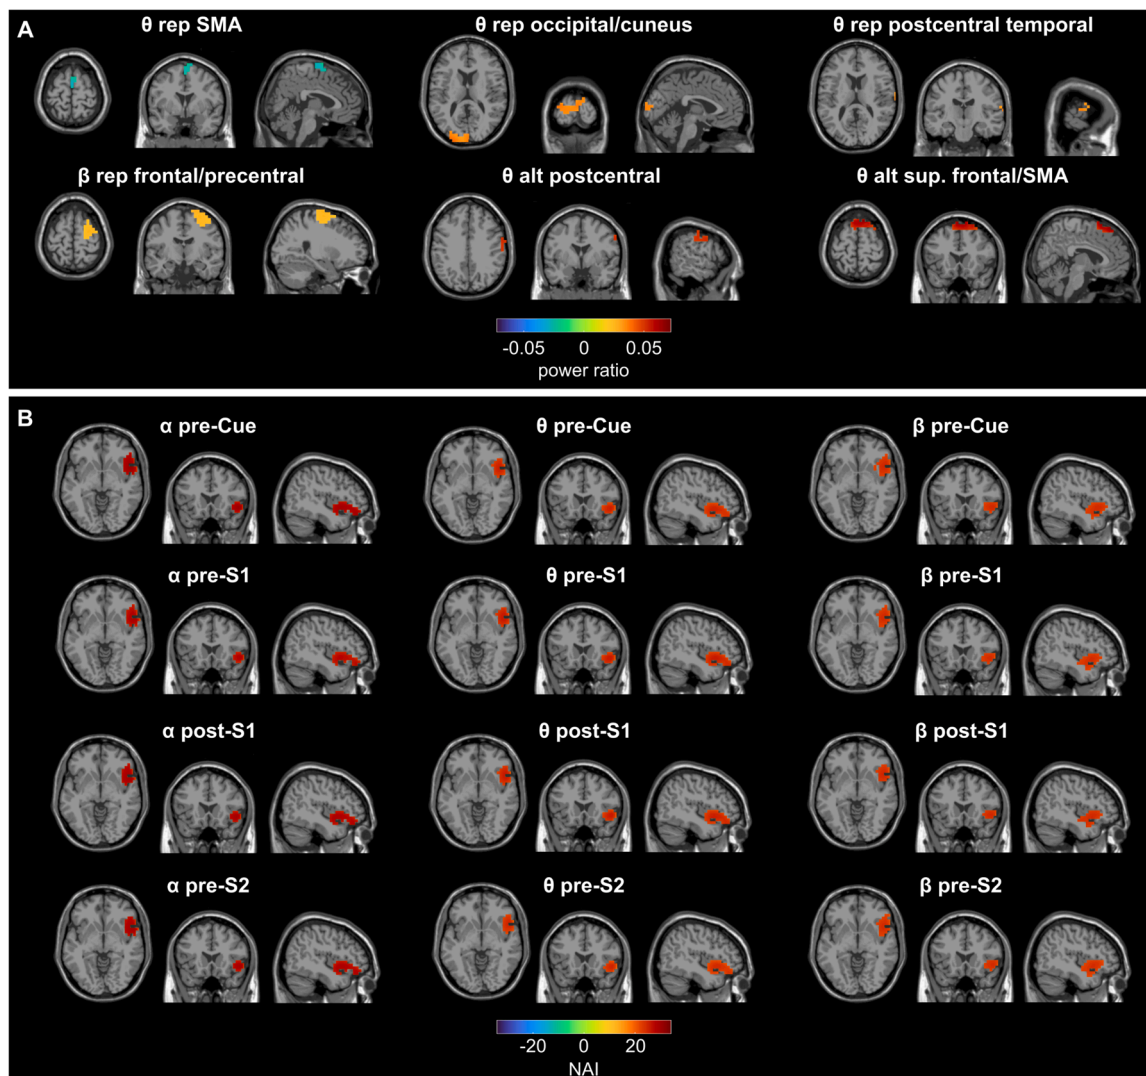 A
θ rep SMA
θ rep occipital/cuneus
θ rep postcentral temporal
β rep frontal/precentral
θ alt postcentral
θ alt sup. frontal/SMA
-0.05 0 0.05
power ratio
B
α pre-Cue
θ pre-Cue
β pre-Cue
α pre-S1
θ pre-S1
β pre-S1
α post-S1
θ post-S1
β post-S1
α pre-S2
θ pre-S2
β pre-S2
-20 0 20
NAI